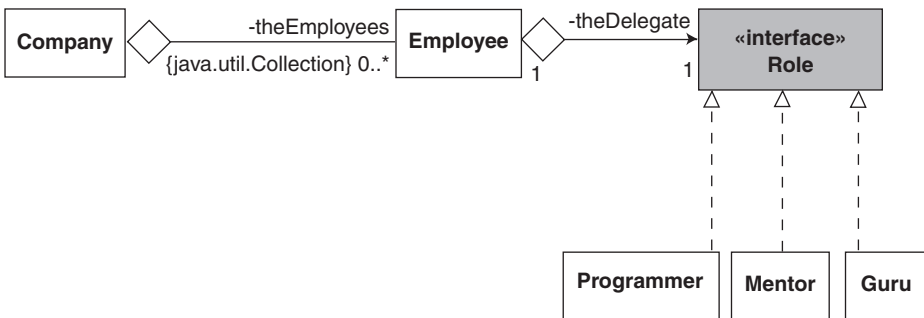 Company
-theEmployees
{java.util.Collection} 0..*
Employee
1
-theDelegate
1
«interface»
Role
Programmer
Mentor
Guru